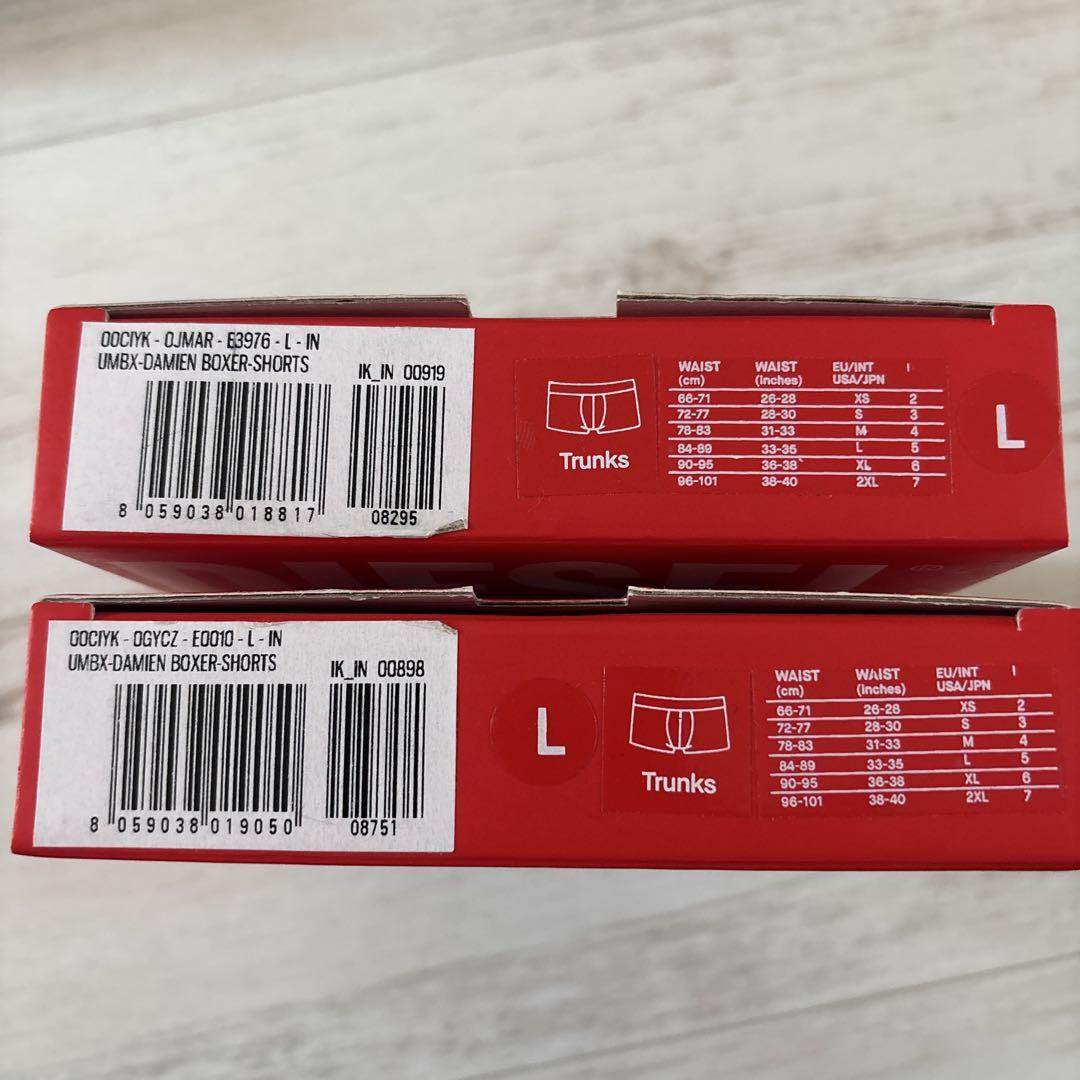 00CIYK - 0JMAR - E3976 - L - IN
UMBX-DAMIEN BOXER-SHORTS
IK_IN 00919
8 059038 018817
08295
Trunks
WAIST (cm) WAIST (inches) EU/INT USA/JPN I
66-71 26-28 XS 2
72-77 28-30 S 3
78-83 31-33 M 4
84-89 33-35 L 5
90-95 36-38 XL 6
96-101 38-40 2XL 7
L
DIESEL
00CIYK - 0GYCZ - E0010 - L - IN
UMBX-DAMIEN BOXER-SHORTS
IK_IN 00898
8 059038 019050
08751
L
Trunks
WAIST (cm) WAIST (inches) EU/INT USA/JPN I
66-71 26-28 XS 2
72-77 28-30 S 3
78-83 31-33 M 4
84-89 33-35 L 5
90-95 36-38 XL 6
96-101 38-40 2XL 7